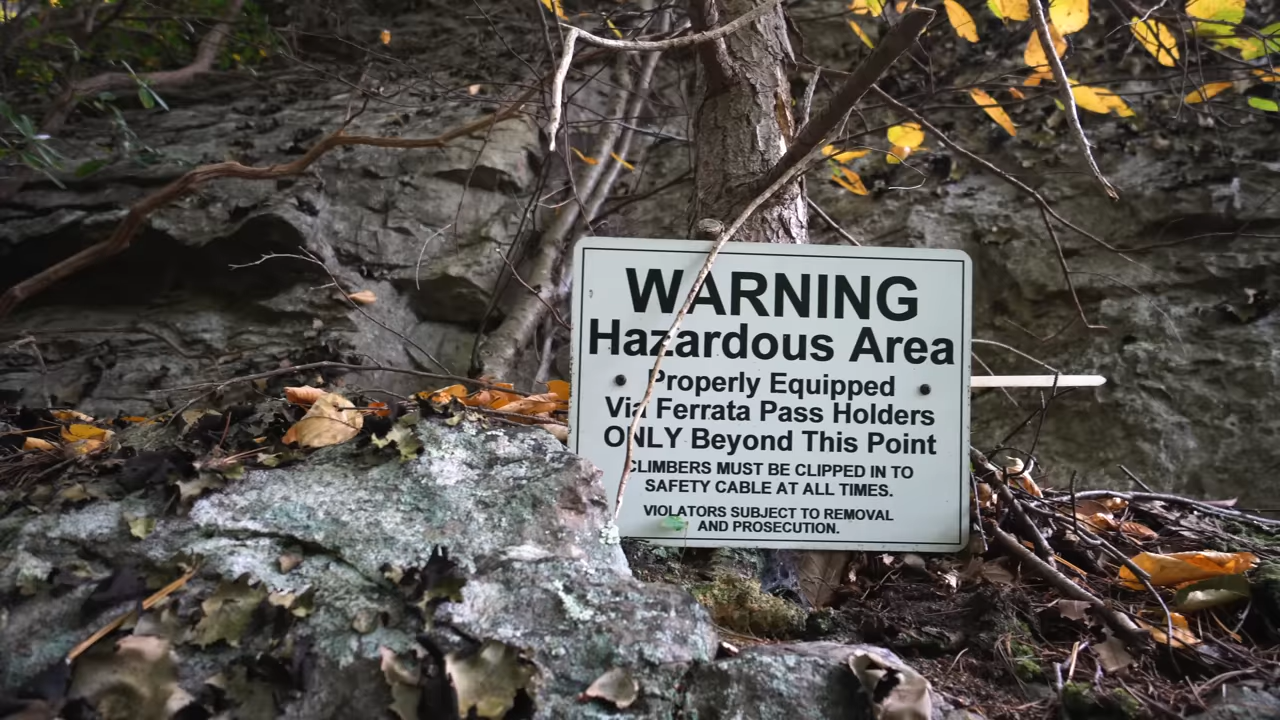 WARNING
Hazardous Area
Properly Equipped
Via Ferrata Pass Holders
ONLY Beyond This Point
CLIMBERS MUST BE CLIPPED IN TO
SAFETY CABLE AT ALL TIMES.
VIOLATORS SUBJECT TO REMOVAL
AND PROSECUTION.